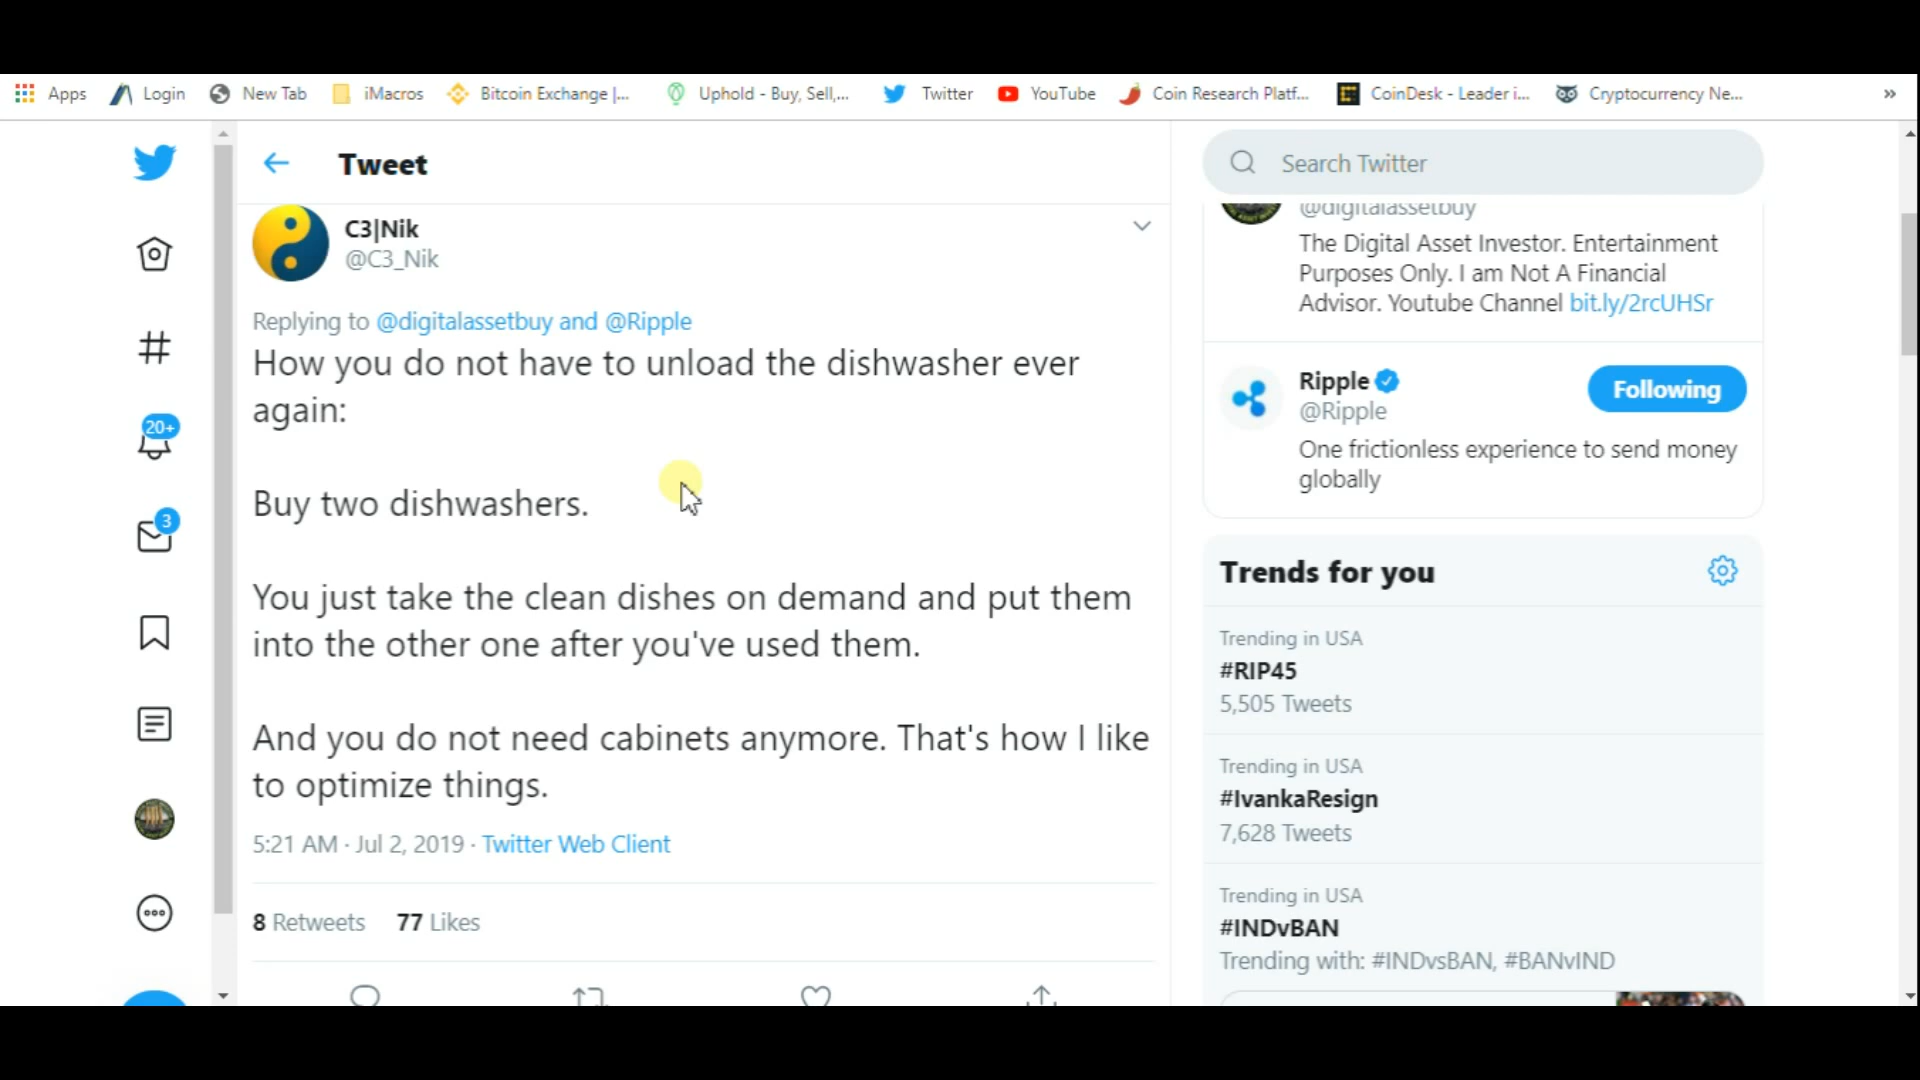 Apps Login New Tab iMacros Bitcoin Exchange |... Uphold - Buy, Sell,... Twitter YouTube Coin Research Platf... CoinDesk - Leader i... Cryptocurrency Ne... »
Tweet
C3|Nik
@C3_Nik
Replying to @digitalassetbuy and @Ripple
How you do not have to unload the dishwasher ever
again:
Buy two dishwashers.
You just take the clean dishes on demand and put them
into the other one after you've used them.
And you do not need cabinets anymore. That's how I like
to optimize things.
5:21 AM · Jul 2, 2019 · Twitter Web Client
8 Retweets 77 Likes
20+
3
Search Twitter
@digitalassetbuy
The Digital Asset Investor. Entertainment
Purposes Only. I am Not A Financial
Advisor. Youtube Channel bit.ly/2rcUHSr
Ripple
@Ripple
Following
One frictionless experience to send money
globally
Trends for you
Trending in USA
#RIP45
5,505 Tweets
Trending in USA
#IvankaResign
7,628 Tweets
Trending in USA
#INDvBAN
Trending with: #INDvsBAN, #BANvIND